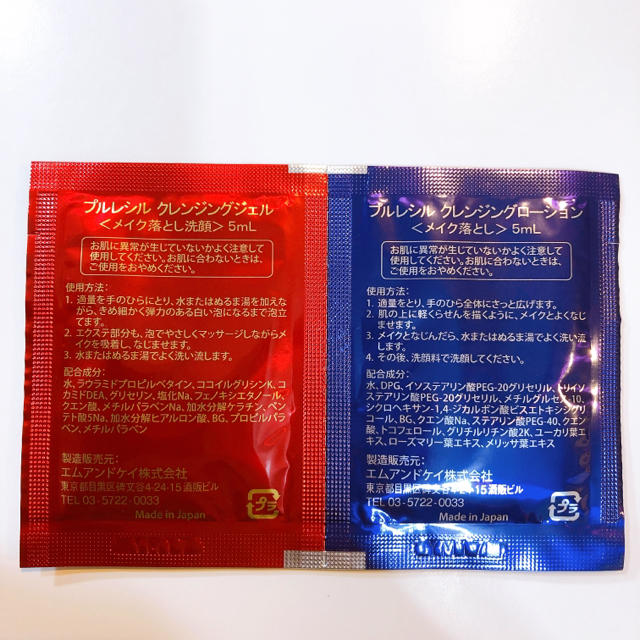 プルレシル クレンジングジェル
＜メイク落とし洗顔＞ 5mL
お肌に異常が生じていないかよく注意して
使用してください。お肌に合わないときは、
ご使用をおやめください。
使用方法：
1. 適量を手のひらにとり、水またはぬるま湯を加えな
がら、きめ細かく弾力のある白い泡になるまで泡立
てます。
2. エクステ部分も、泡でやさしくマッサージしながらメ
イクを吸着し、なじませます。
3. 水またはぬるま湯でよく洗い流します。
配合成分：
水、ラウラミドプロピルベタイン、ココイルグリシンK、コ
カミドDEA、グリセリン、塩化Na、フェノキシエタノール、
クエン酸、メチルパラベンNa、加水分解ケラチン、ペン
テト酸5Na、加水分解ヒアルロン酸、BG、プロピルパラ
ベン、メチルパラベン
製造販売元：
エムアンドケイ株式会社
東京都目黒区碑文谷4-24-15酒販ビル
TEL 03-5722-0033
プラ
Made in Japan
プルレシル クレンジングローション
＜メイク落とし＞ 5mL
お肌に異常が生じていないかよく注意して
使用してください。お肌に合わないときは、
ご使用をおやめください。
使用方法：
1. 適量をとり、手のひら全体にさっと広げます。
2. 肌の上に軽くらせんを描くように、メイクとよくなじ
ませます。
3. メイクとなじんだら、水またはぬるま湯でよく洗い流
します。
4. その後、洗顔料で洗顔してください。
配合成分：
水、DPG、イソステアリン酸PEG-20グリセリル、トリイソ
ステアリン酸PEG-20グリセリル、メチルグルセス-10、
シクロヘキサン-1,4-ジカルボン酸ビスエトキシジグリ
コール、BG、クエン酸Na、ステアリン酸PEG-40、クエン
酸、トコフェロール、グリチルリチン酸2K、ユーカリ葉エ
キス、ローズマリー葉エキス、メリッサ葉エキス
製造販売元：
エムアンドケイ株式会社
東京都目黒区碑文谷4-24-15酒販ビル
TEL 03-5722-0033
プラ
Made in Japan